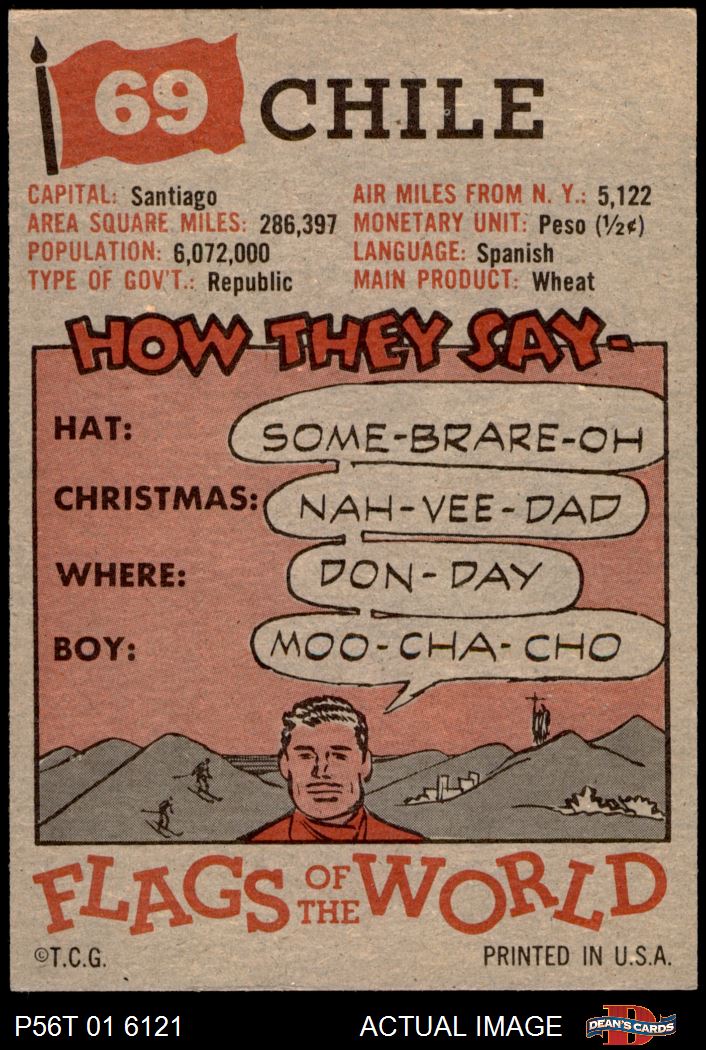 69 CHILE
CAPITAL: Santiago
AREA SQUARE MILES: 286,397
POPULATION: 6,072,000
TYPE OF GOV'T.: Republic
AIR MILES FROM N. Y.: 5,122
MONETARY UNIT: Peso (½¢)
LANGUAGE: Spanish
MAIN PRODUCT: Wheat
HOW THEY SAY-
HAT: SOME-BRARE-OH
CHRISTMAS: NAH-VEE-DAD
WHERE: DON-DAY
BOY: MOO-CHA-CHO
FLAGS OF THE WORLD
©T.C.G. PRINTED IN U.S.A.
P56T 01 6121 ACTUAL IMAGE D DEAN'S CARDS